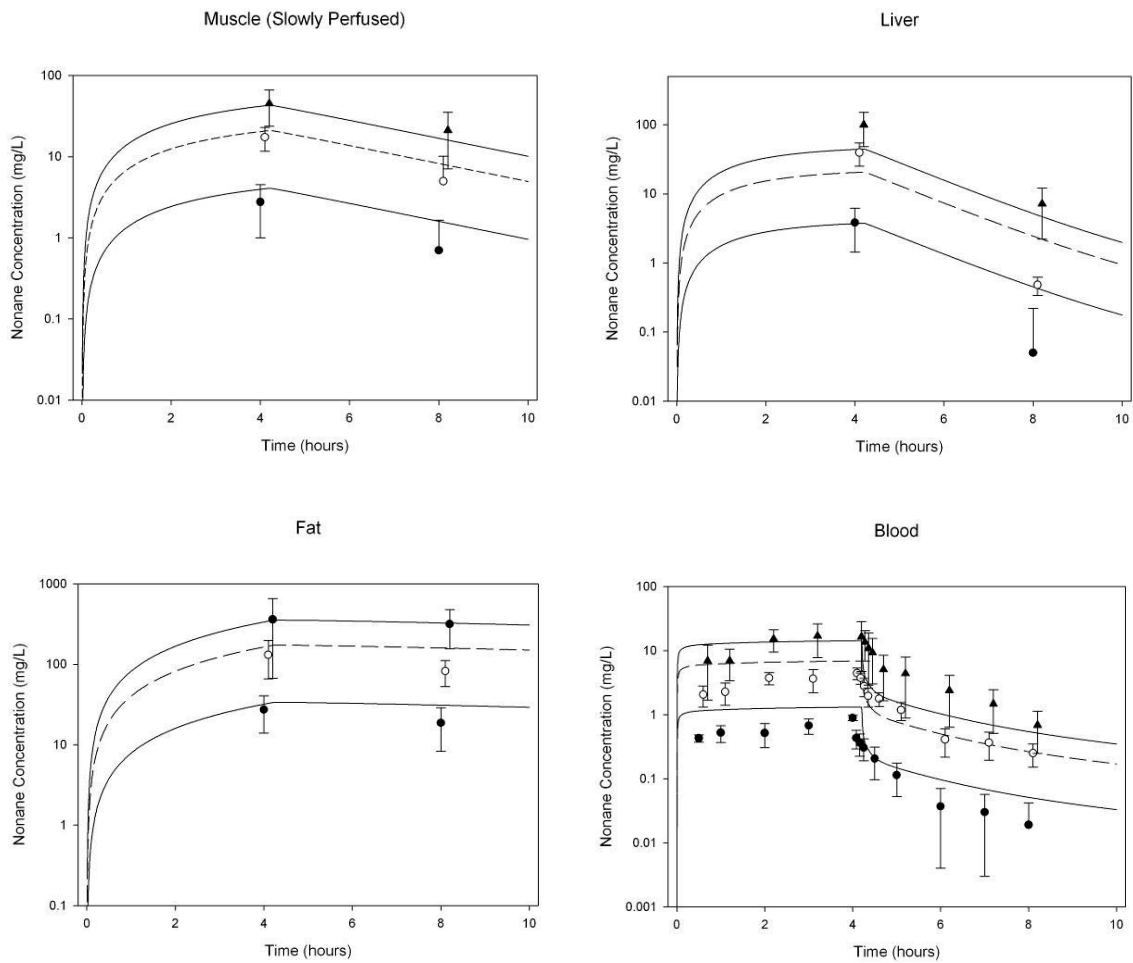 Muscle (Slowly Perfused)
Nonane Concentration (mg/L)
100
10
1
0.1
0.01
0 2 4 6 8 10
Time (hours)
Liver
Nonane Concentration (mg/L)
100
10
1
0.1
0.01
0 2 4 6 8 10
Time (hours)
Fat
Nonane Concentration (mg/L)
1000
100
10
1
0.1
0 2 4 6 8 10
Time (hours)
Blood
Nonane Concentration (mg/L)
100
10
1
0.1
0.01
0.001
0 2 4 6 8 10
Time (hours)